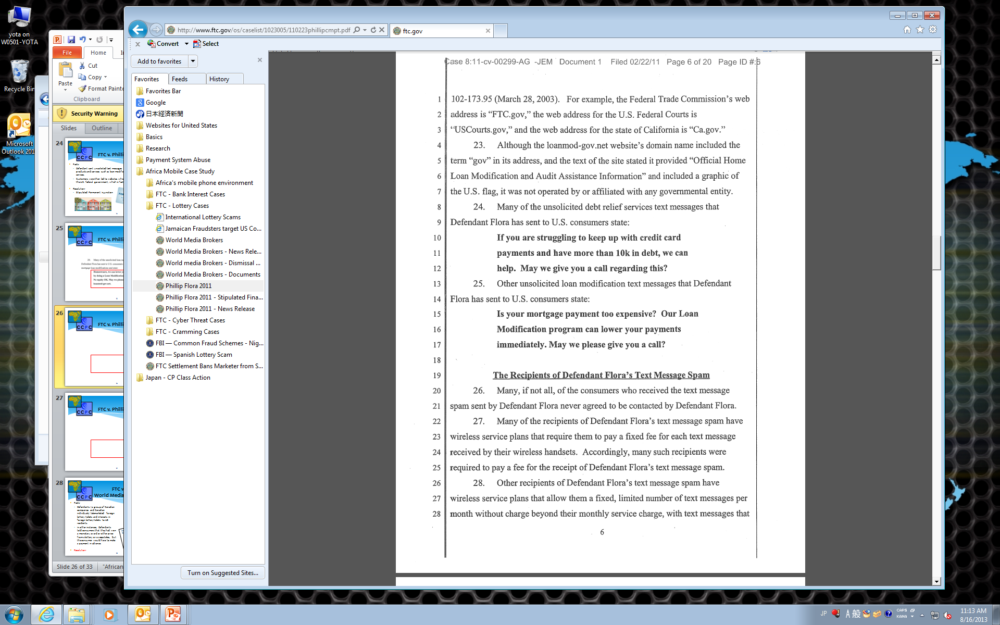 yota on
W0501-YOTA
Recycle Bin
Microsoft
Outlook 201
File
Home
Cut
Copy
Paste
Format Painte
Clipboard
Security Warning
Slides
Outline
24
FTC v. Philli
25
FTC v. Philli
26
FTC v. Philli
27
FTC v. Philli
28
FTC v
World Media
CCPC
CCPC
CCPC
CCPC
CCPC
Slide 26 of 33
"African
http://www.ftc.gov/os/caselist/1023005/110223phillipcmpt.pdf
ftc.gov
Convert
Select
Add to favorites
Favorites
Feeds
History
Favorites Bar
Google
日本経済新聞
Websites for United States
Basics
Research
Payment System Abuse
Africa Mobile Case Study
Africa's mobile phone environment
FTC - Bank Interest Cases
FTC - Lottery Cases
International Lottery Scams
Jamaican Fraudsters target US Co...
World Media Brokers
World Media Brokers - News Rele...
World media Brokers - Dismissal ...
World Media Brokers - Documents
Phillip Flora 2011
Phillip Flora 2011 - Stipulated Fina...
Phillip Flora 2011 - News Release
FTC - Cyber Threat Cases
FTC - Cramming Cases
FBI — Common Fraud Schemes - Nig...
FBI — Spanish Lottery Scam
FTC Settlement Bans Marketer from S...
Japan - CP Class Action
Turn on Suggested Sites...
Case 8:11-cv-00299-AG -JEM Document 1 Filed 02/22/11 Page 6 of 20 Page ID #:6
1 102-173.95 (March 28, 2003). For example, the Federal Trade Commission’s web
2 address is “FTC.gov,” the web address for the U.S. Federal Courts is
3 “USCourts.gov,” and the web address for the state of California is “Ca.gov.”
4 23. Although the loanmod-gov.net website’s domain name included the
5 term “gov” in its address, and the text of the site stated it provided “Official Home
6 Loan Modification and Audit Assistance Information” and included a graphic of
7 the U.S. flag, it was not operated by or affiliated with any governmental entity.
8 24. Many of the unsolicited debt relief services text messages that
9 Defendant Flora has sent to U.S. consumers state:
10 If you are struggling to keep up with credit card
11 payments and have more than 10k in debt, we can
12 help. May we give you a call regarding this?
13 25. Other unsolicited loan modification text messages that Defendant
14 Flora has sent to U.S. consumers state:
15 Is your mortgage payment too expensive? Our Loan
16 Modification program can lower your payments
17 immediately. May we please give you a call?
18
19 The Recipients of Defendant Flora’s Text Message Spam
20 26. Many, if not all, of the consumers who received the text message
21 spam sent by Defendant Flora never agreed to be contacted by Defendant Flora.
22 27. Many of the recipients of Defendant Flora’s text message spam have
23 wireless service plans that require them to pay a fixed fee for each text message
24 received by their wireless handsets. Accordingly, many such recipients were
25 required to pay a fee for the receipt of Defendant Flora’s text message spam.
26 28. Other recipients of Defendant Flora’s text message spam have
27 wireless service plans that allow them a fixed, limited number of text messages per
28 month without charge beyond their monthly service charge, with text messages that
6
JP
A 般
CAPS
KANA
11:13 AM
8/16/2013